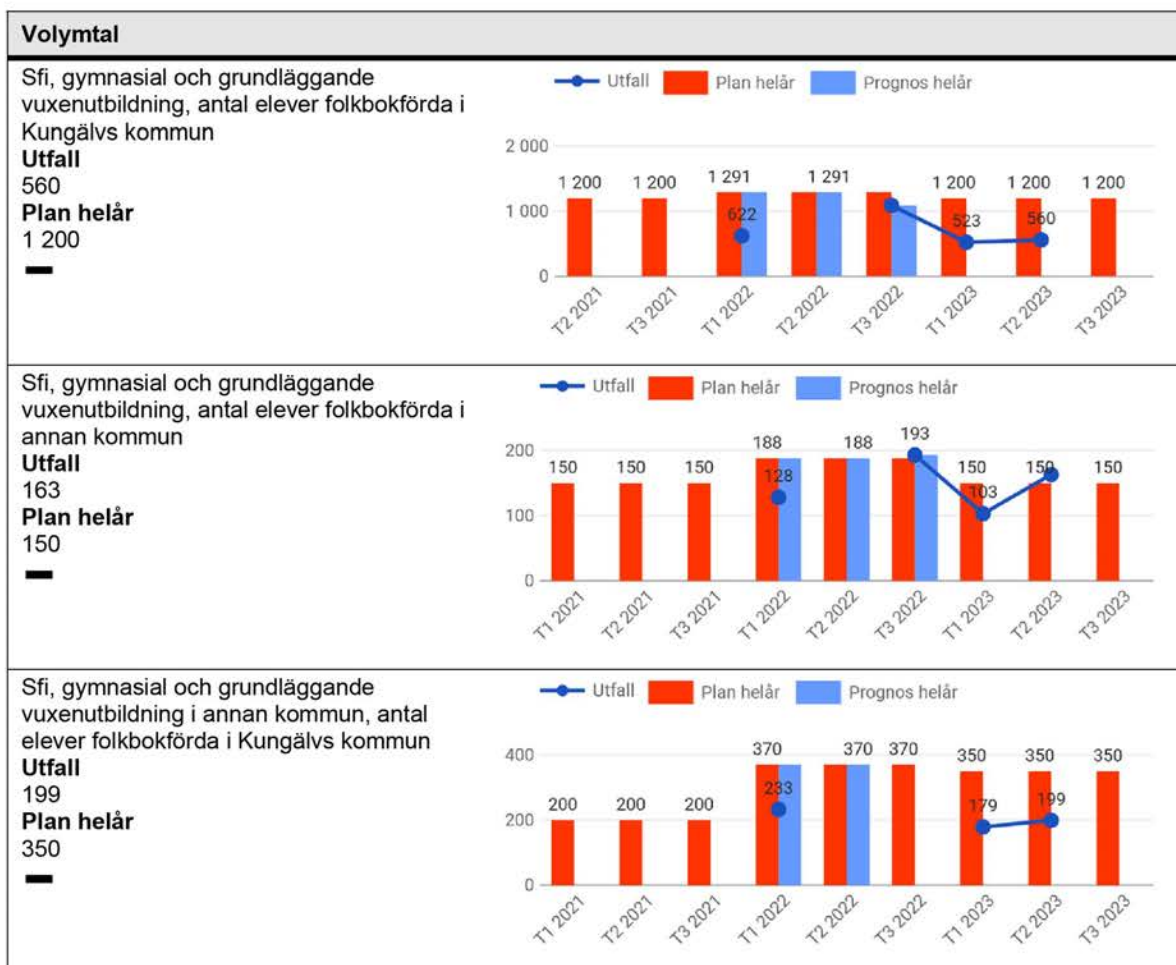 Volymtal
Sfi, gymnasial och grundläggande
vuxenutbildning, antal elever folkbokförda i
Kungälvs kommun
Utfall
560
Plan helår
1 200
Utfall Plan helår Prognos helår
2 000
1 000
0
1 200 1 200 1 291 1 291 1 200 1 200 1 200
622 523 560
T2 2021 T3 2021 T1 2022 T2 2022 T3 2022 T1 2023 T2 2023 T3 2023
Sfi, gymnasial och grundläggande
vuxenutbildning, antal elever folkbokförda i
annan kommun
Utfall
163
Plan helår
150
Utfall Plan helår Prognos helår
200
100
0
150 150 150 188 188 193 150 150 150
128 103
T1 2021 T2 2021 T3 2021 T1 2022 T2 2022 T3 2022 T1 2023 T2 2023 T3 2023
Sfi, gymnasial och grundläggande
vuxenutbildning i annan kommun, antal
elever folkbokförda i Kungälvs kommun
Utfall
199
Plan helår
350
Utfall Plan helår Prognos helår
400
200
0
200 200 200 370 370 370 350 350 350
233 179 199
T1 2021 T2 2021 T3 2021 T1 2022 T2 2022 T3 2022 T1 2023 T2 2023 T3 2023